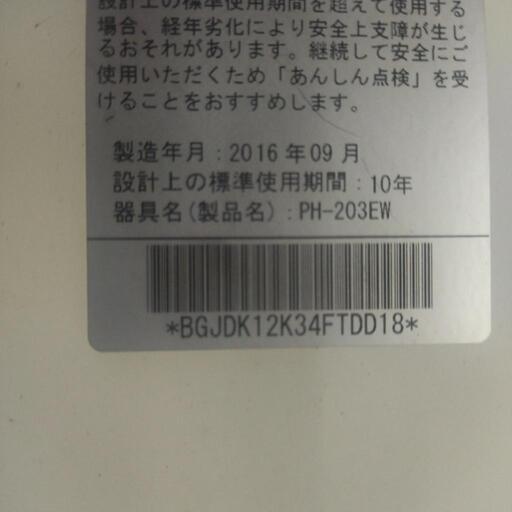 設計上の標準使用期間を超えて使用する
場合、経年劣化により安全上支障が生じ
るおそれがあります。継続して安全にご
使用いただくため「あんしん点検」を受
けることをおすすめします。
製造年月:2016年09月
設計上の標準使用期間:10年
器具名(製品名):PH-203EW
*BGJDK12K34FTDD18*